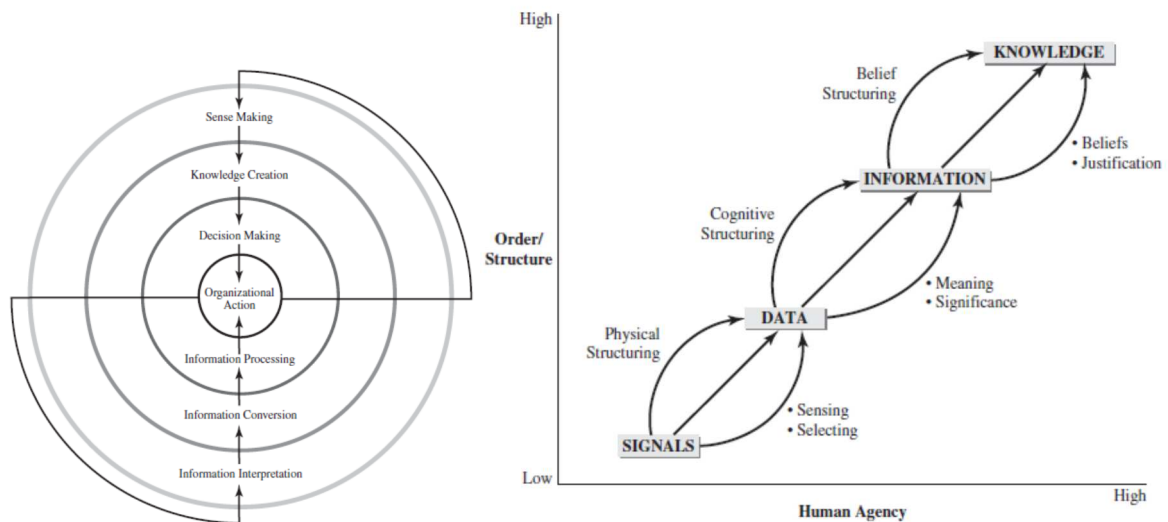 Sense Making
Knowledge Creation
Decision Making
Organizational
Action
Information Processing
Information Conversion
Information Interpretation
High
Order/
Structure
Low
KNOWLEDGE
Belief
Structuring
• Beliefs
• Justification
INFORMATION
Cognitive
Structuring
• Meaning
• Significance
DATA
Physical
Structuring
• Sensing
• Selecting
SIGNALS
High
Human Agency